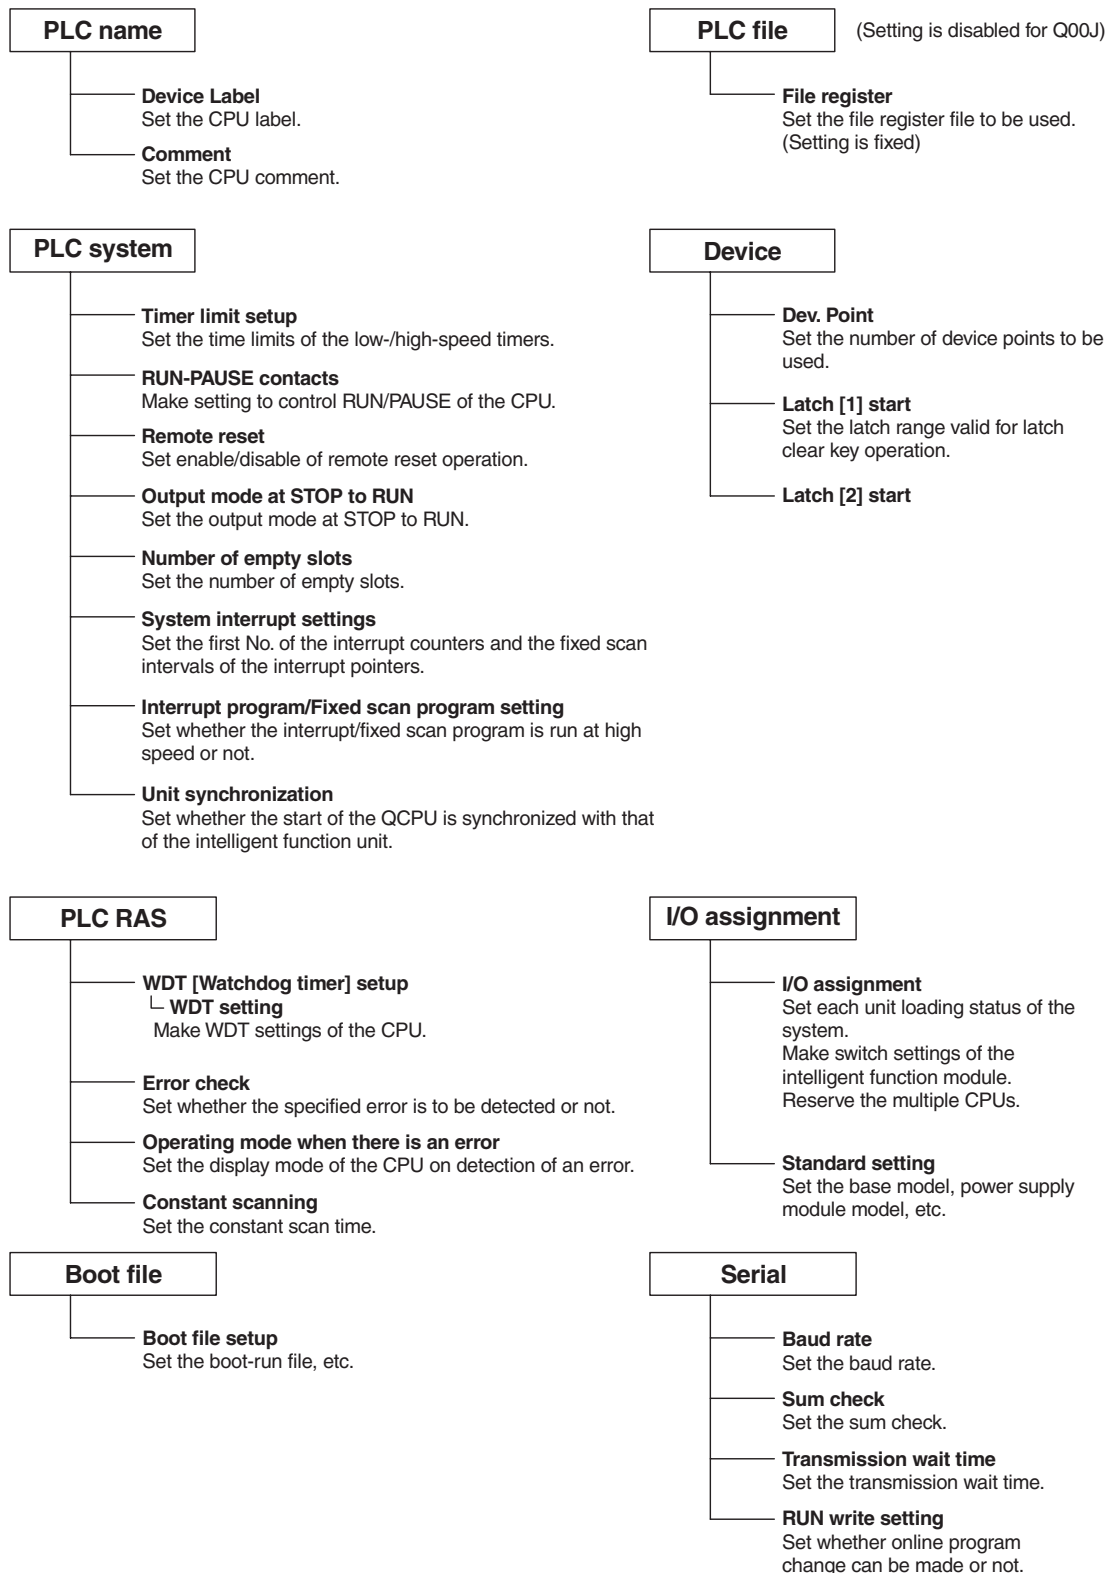 PLC name
Device Label
Set the CPU label.
Comment
Set the CPU comment.
PLC file
(Setting is disabled for Q00J)
File register
Set the file register file to be used.
(Setting is fixed)
PLC system
Timer limit setup
Set the time limits of the low-/high-speed timers.
RUN-PAUSE contacts
Make setting to control RUN/PAUSE of the CPU.
Remote reset
Set enable/disable of remote reset operation.
Output mode at STOP to RUN
Set the output mode at STOP to RUN.
Number of empty slots
Set the number of empty slots.
System interrupt settings
Set the first No. of the interrupt counters and the fixed scan
intervals of the interrupt pointers.
Interrupt program/Fixed scan program setting
Set whether the interrupt/fixed scan program is run at high
speed or not.
Unit synchronization
Set whether the start of the QCPU is synchronized with that
of the intelligent function unit.
Device
Dev. Point
Set the number of device points to be
used.
Latch [1] start
Set the latch range valid for latch
clear key operation.
Latch [2] start
PLC RAS
WDT [Watchdog timer] setup
WDT setting
Make WDT settings of the CPU.
Error check
Set whether the specified error is to be detected or not.
Operating mode when there is an error
Set the display mode of the CPU on detection of an error.
Constant scanning
Set the constant scan time.
I/O assignment
I/O assignment
Set each unit loading status of the
system.
Make switch settings of the
intelligent function module.
Reserve the multiple CPUs.
Standard setting
Set the base model, power supply
module model, etc.
Boot file
Boot file setup
Set the boot-run file, etc.
Serial
Baud rate
Set the baud rate.
Sum check
Set the sum check.
Transmission wait time
Set the transmission wait time.
RUN write setting
Set whether online program
change can be made or not.